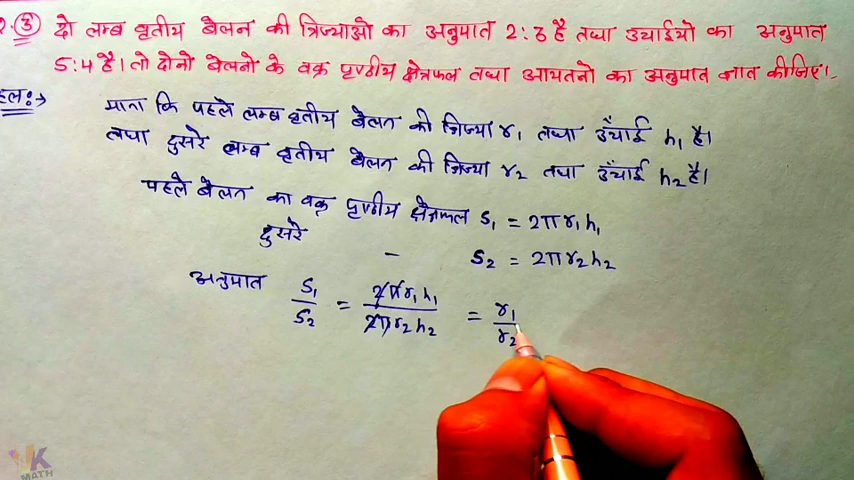 प्र.③ दो लम्ब वृतीय बेलन की त्रिज्याओ का अनुपात 2:3 है तथा उचाईयो का अनुपात
5:4 है। तो दोनो बेलनो के वक्र पृष्ठीय क्षेत्रफल तथा आयतनो का अनुपात ज्ञात कीजिए।
हल:→
माना कि पहले लम्ब वृतीय बेलन की त्रिज्या r₁ तथा उँचाई h₁ है।
तथा दुसरे लम्ब वृतीय बेलन की त्रिज्या r₂ तथा उँचाई h₂ है।
पहले बेलन का वक्र पृष्ठीय क्षेत्रफल S₁ = 2πr₁h₁
दुसरे – S₂ = 2πr₂h₂
अनुपात S₁/S₂ = 2πr₁h₁/2πr₂h₂ = r₁/r₂
VK
MATH